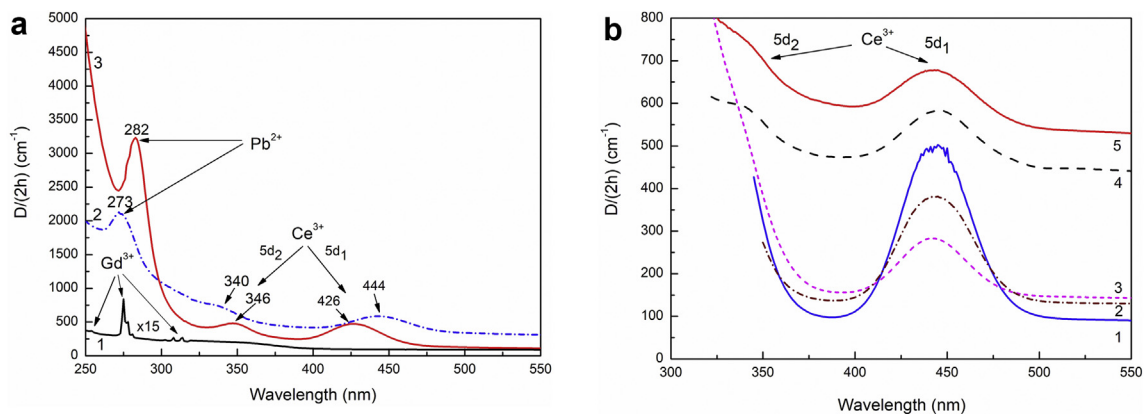 a
5000
4500
4000
3500
3000
2500
2000
1500
1000
500
0
D/(2h) (cm⁻¹)
3
282
Pb²⁺
2
273
Gd³⁺
x15
1
Ce³⁺
5d₂
5d₁
340
346
426
444
250 300 350 400 450 500 550
Wavelength (nm)
b
800
700
600
500
400
300
200
100
0
D/(2h) (cm⁻¹)
5d₂
Ce³⁺
5d₁
5
4
3
2
1
300 350 400 450 500 550
Wavelength (nm)